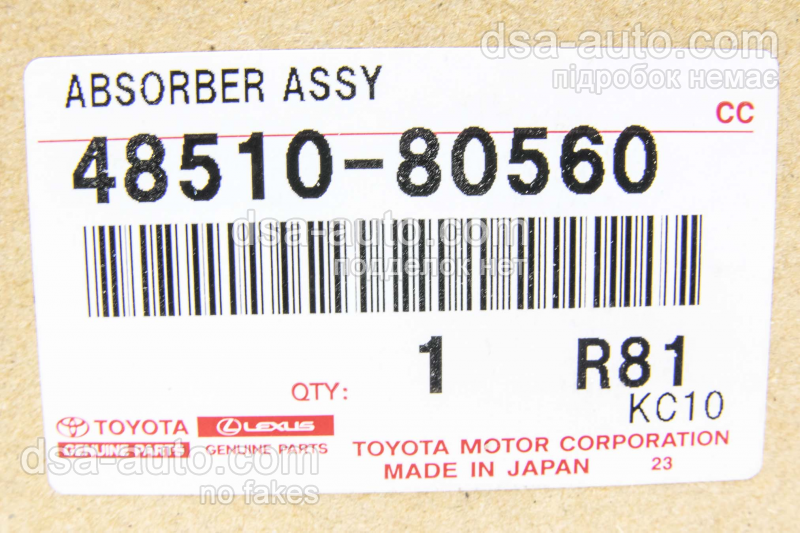 dsa-auto.com
підробок немає
ABSORBER ASSY
CC
48510-80560
dsa-auto.com
подделок нет
1 R81
QTY:
KC10
TOYOTA LEXUS
GENUINE PARTS GENUINE PARTS
TOYOTA MOTOR CORPORATION
MADE IN JAPAN 23
dsa-auto.com
no fakes